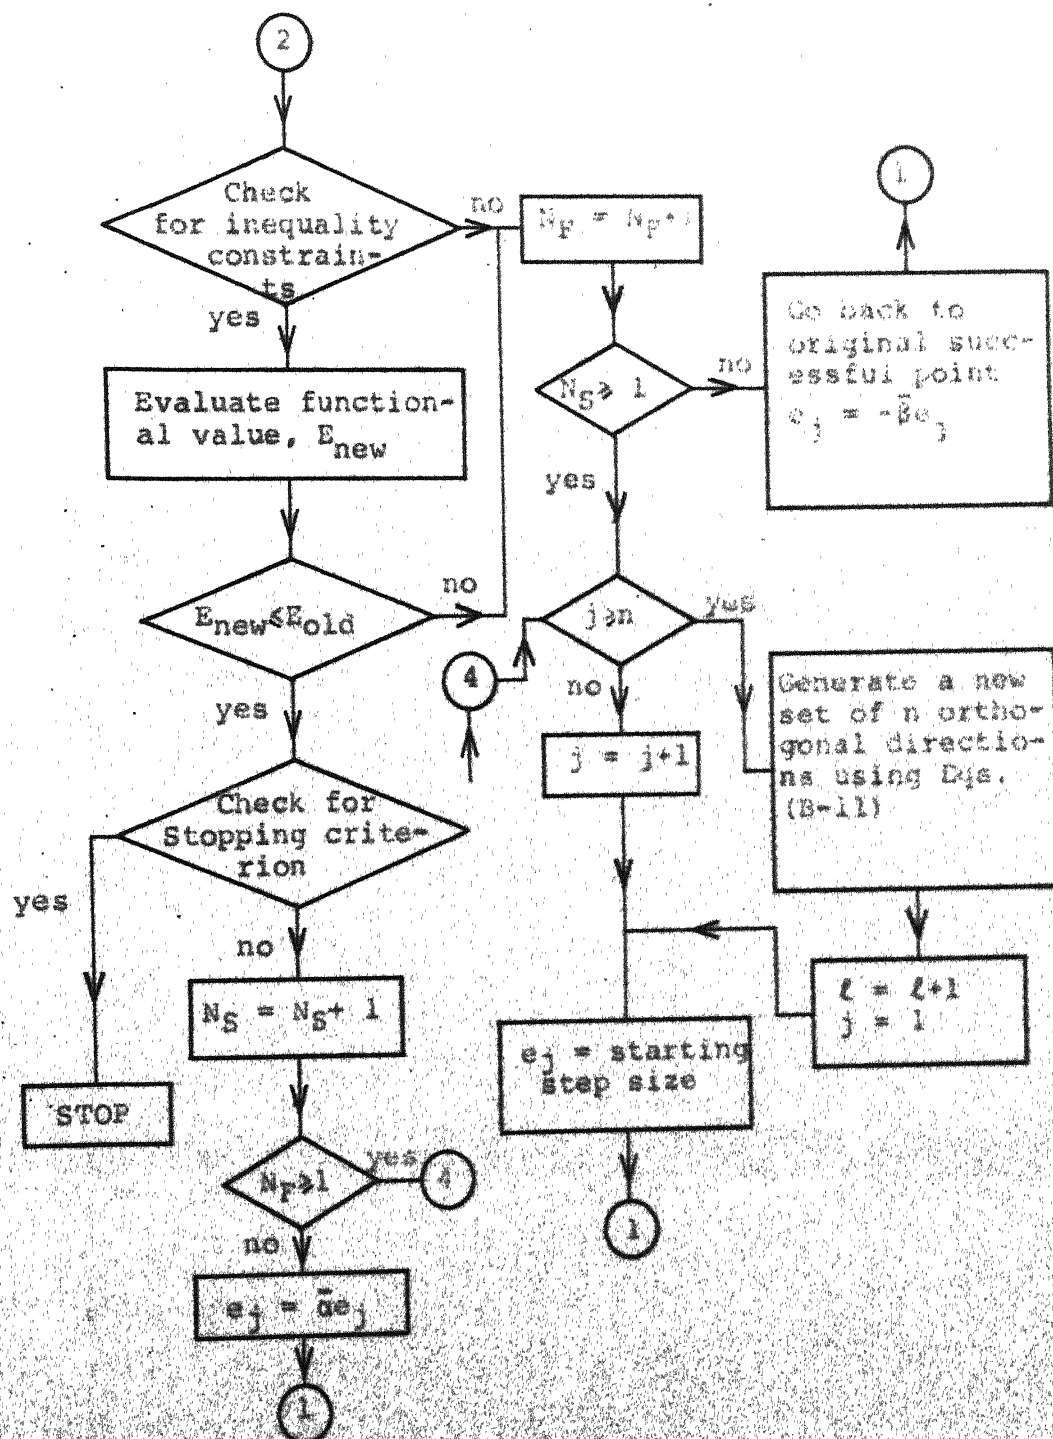 2
Check
for inequality
constrain-
ts
no
yes
N_F = N_F+1
1
Evaluate function-
al value, E_new
N_S ⩾ 1
no
yes
Go back to
original succ-
essful point
e_j = -β̄e_j
E_new⩽E_old
no
yes
4
j⩾n
yes
no
j = j+1
Generate a new
set of n ortho-
gonal directio-
ns using Eqs.
(B-11)
Check for
Stopping crite-
rion
yes
no
STOP
N_S = N_S+ 1
ℓ = ℓ+1
j = 1
e_j = starting
step size
1
N_F⩾1
yes
4
no
e_j = ᾱe_j
1